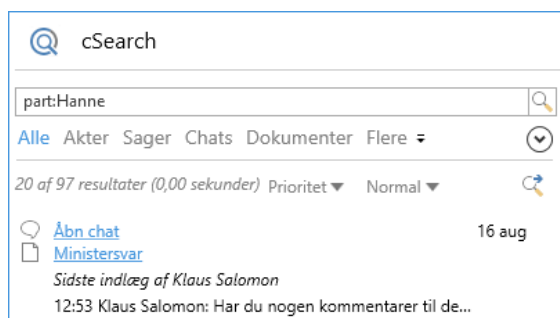 cSearch
part:Hanne
Alle Akter Sager Chats Dokumenter Flere
20 af 97 resultater (0,00 sekunder) Prioritet Normal
Åbn chat 16 aug
Ministersvar
Sidste indlæg af Klaus Salomon
12:53 Klaus Salomon: Har du nogen kommentarer til de...